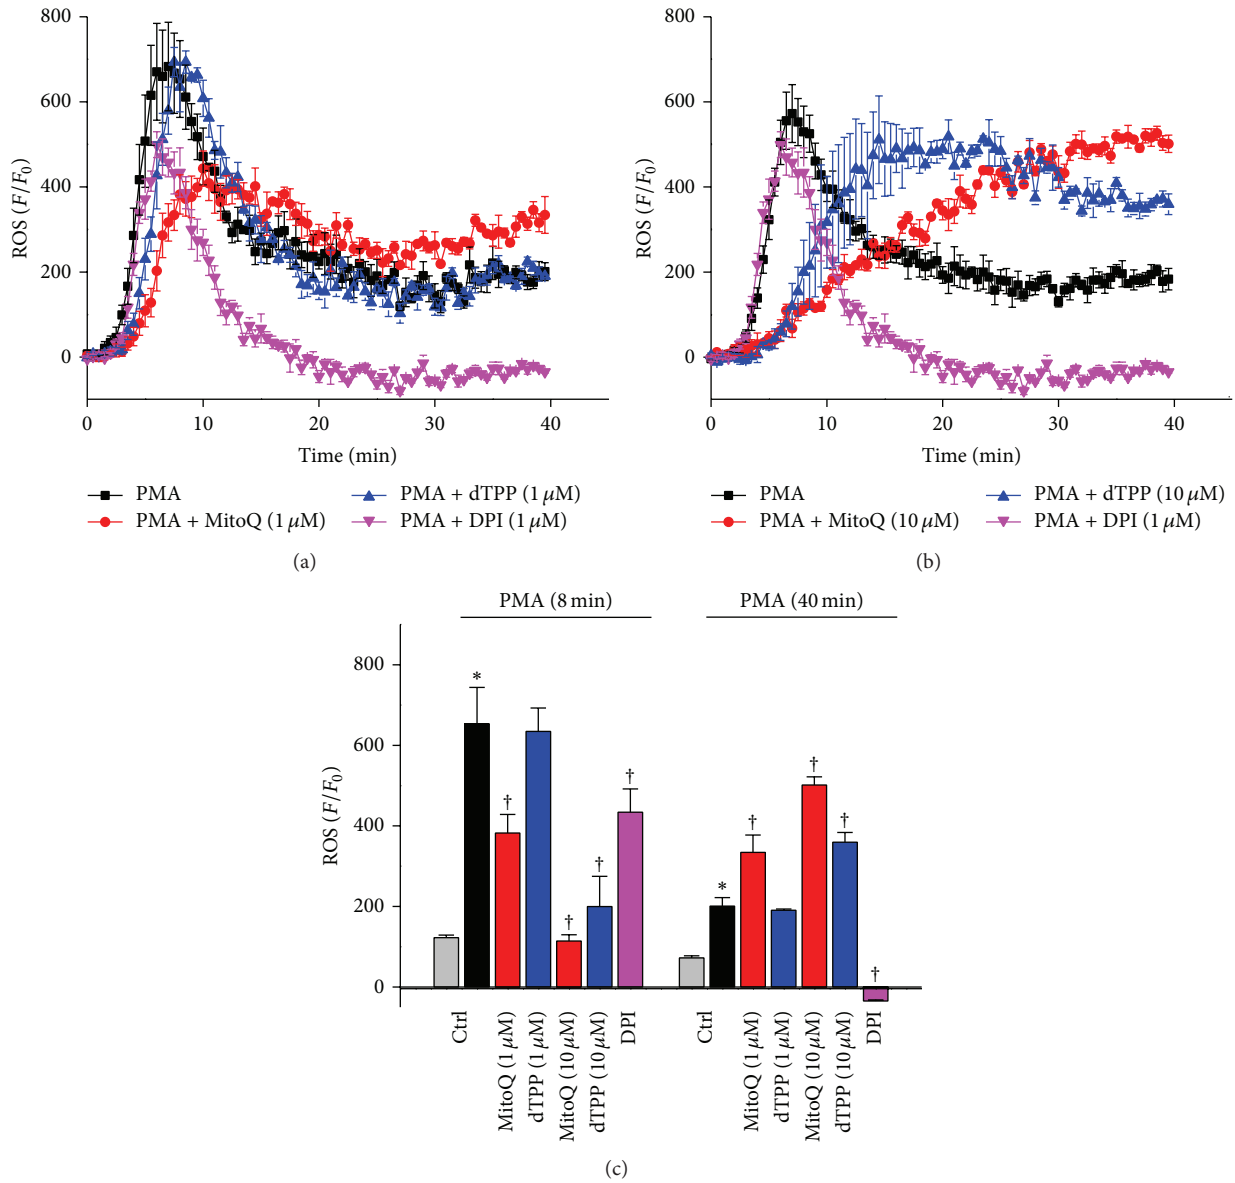 800
600
400
200
0
ROS (F/F0)
0 10 20 30 40
Time (min)
PMA
PMA + MitoQ (1 μM)
PMA + dTPP (1 μM)
PMA + DPI (1 μM)
(a)
800
600
400
200
0
ROS (F/F0)
0 10 20 30 40
Time (min)
PMA
PMA + MitoQ (10 μM)
PMA + dTPP (10 μM)
PMA + DPI (1 μM)
(b)
PMA (8 min)
PMA (40 min)
800
600
400
200
0
ROS (F/F0)
*
†
†
†
†
*
†
†
†
†
Ctrl
MitoQ (1 μM)
dTPP (1 μM)
MitoQ (10 μM)
dTPP (10 μM)
DPI
Ctrl
MitoQ (1 μM)
dTPP (1 μM)
MitoQ (10 μM)
dTPP (10 μM)
DPI
(c)